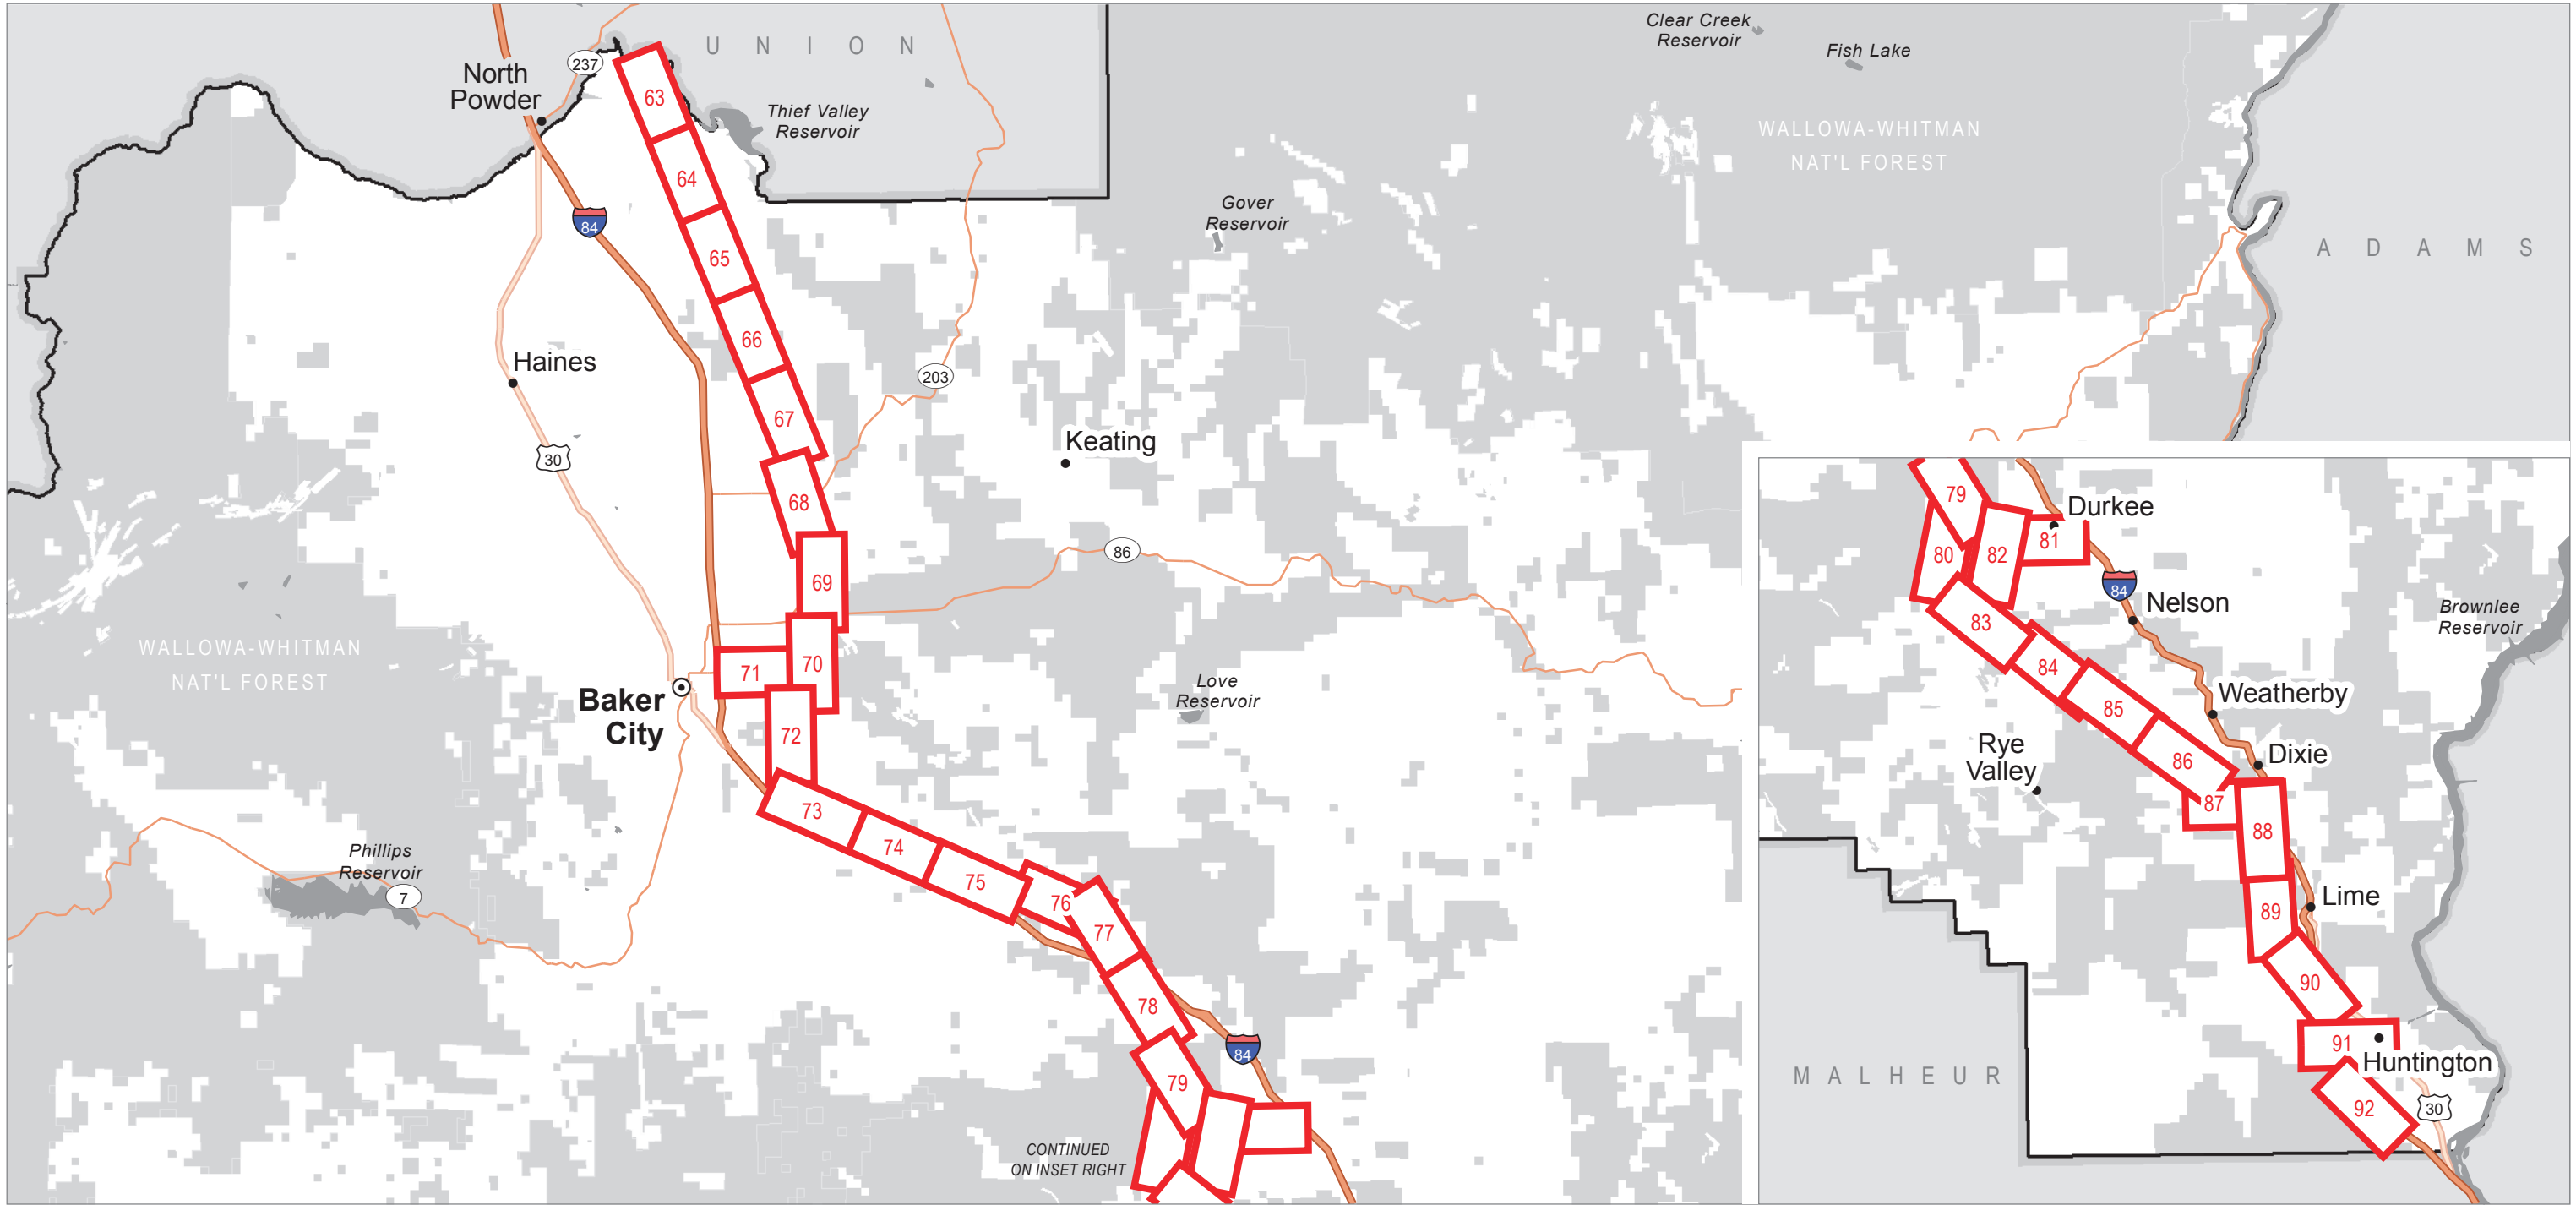 Clear Creek
Reservoir
Fish Lake
UNION
237
North
Powder
63
Thief Valley
Reservoir
WALLOWA-WHITMAN
NAT'L FOREST
64
84
Gover
Reservoir
ADAMS
65
66
Haines
203
67
Keating
30
68
86
69
WALLOWA-WHITMAN
NAT'L FOREST
71
70
Baker
City
Love
Reservoir
72
73
74
Phillips
Reservoir
7
75
76
77
78
84
79
CONTINUED
ON INSET RIGHT
79
Durkee
80
82
81
84
Nelson
Brownlee
Reservoir
83
84
Weatherby
85
Rye
Valley
Dixie
86
87
88
Lime
89
90
91
Huntington
MALHEUR
92
30